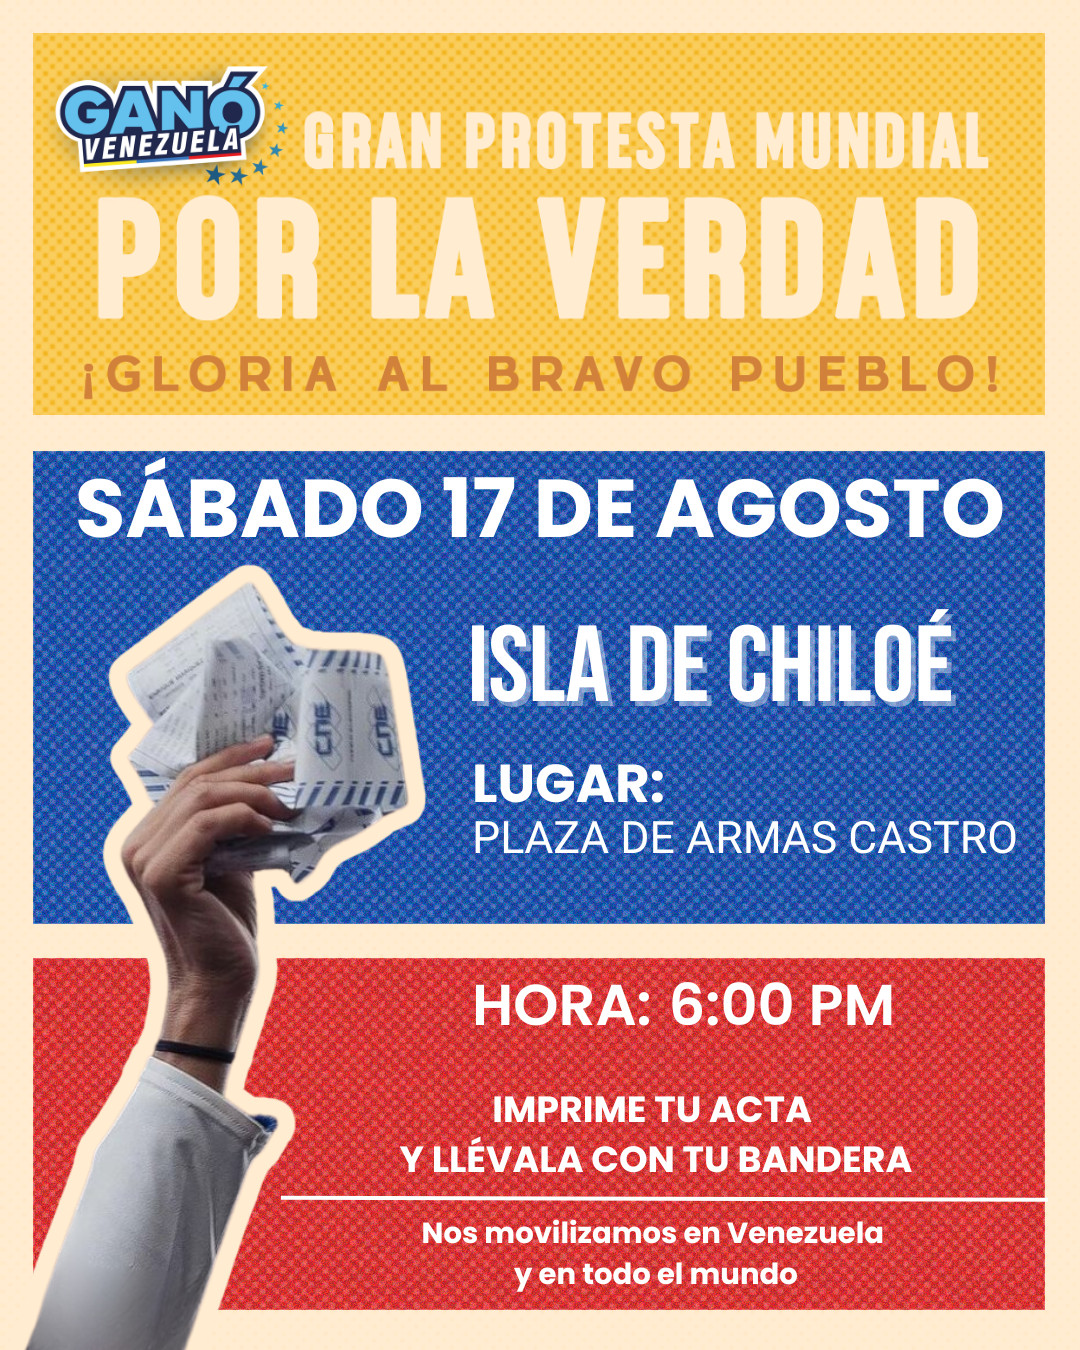 GANÓ
VENEZUELA
GRAN PROTESTA MUNDIAL
POR LA VERDAD
¡GLORIA AL BRAVO PUEBLO!
SÁBADO 17 DE AGOSTO
ISLA DE CHILOÉ
LUGAR:
PLAZA DE ARMAS CASTRO
CNE
CNE
HORA: 6:00 PM
IMPRIME TU ACTA
Y LLÉVALA CON TU BANDERA
Nos movilizamos en Venezuela
y en todo el mundo